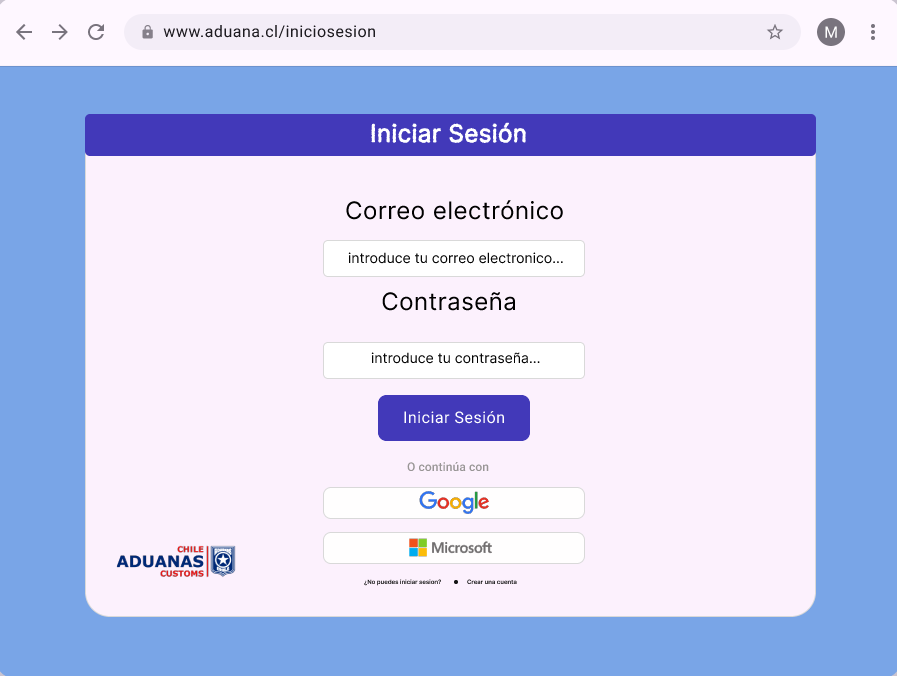 www.aduana.cl/iniciosesion
M
Iniciar Sesión
Correo electrónico
introduce tu correo electronico...
Contraseña
introduce tu contraseña...
Iniciar Sesión
O continúa con
Google
Microsoft
CHILE
ADUANAS
CUSTOMS
¿No puedes iniciar sesion? • Crear una cuenta